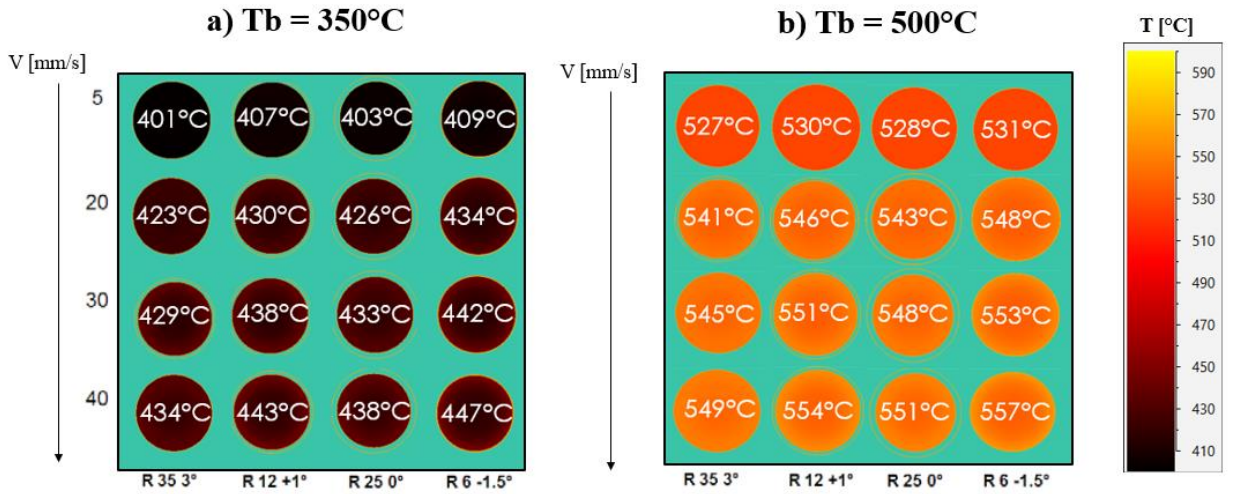 a) Tb = 350°C
b) Tb = 500°C
T [°C]
V [mm/s]
5
401°C 407°C 403°C 409°C
20
423°C 430°C 426°C 434°C
30
429°C 438°C 433°C 442°C
40
434°C 443°C 438°C 447°C
R 35 3° R 12 +1° R 25 0° R 6 -1.5°
V [mm/s]
527°C 530°C 528°C 531°C
541°C 546°C 543°C 548°C
545°C 551°C 548°C 553°C
549°C 554°C 551°C 557°C
R 35 3° R 12 +1° R 25 0° R 6 -1.5°
590
570
550
530
510
490
470
450
430
410